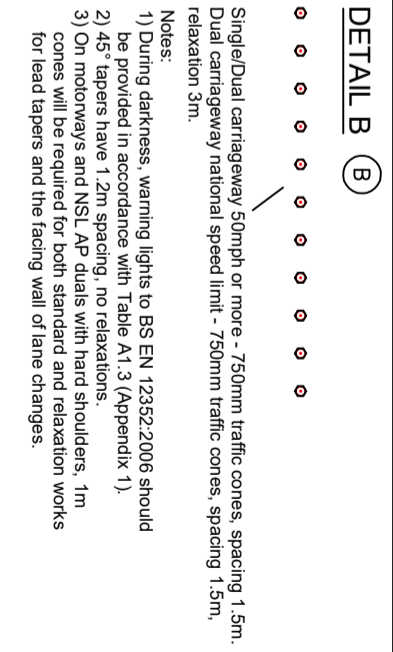 DETAIL B B
Single/Dual carriageway 50mph or more - 750mm traffic cones, spacing 1.5m.
Dual carriageway national speed limit - 750mm traffic cones, spacing 1.5m,
relaxation 3m.
Notes:
1) During darkness, warning lights to BS EN 12352:2006 should
be provided in accordance with Table A1.3 (Appendix 1).
2) 45° tapers have 1.2m spacing, no relaxations.
3) On motorways and NSL AP duals with hard shoulders, 1m
cones will be required for both standard and relaxation works
for lead tapers and the facing wall of lane changes.